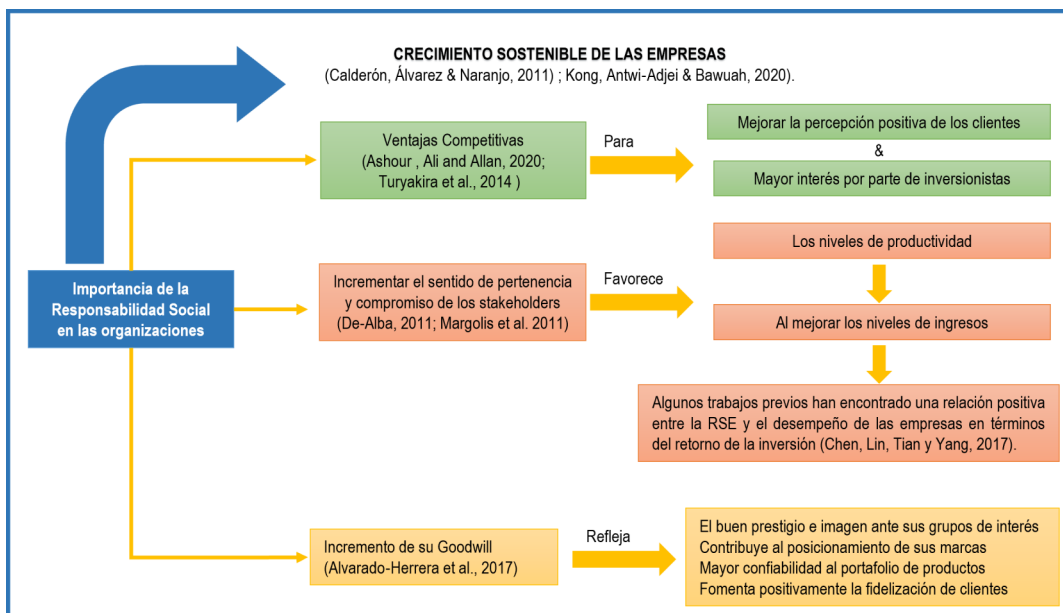 CRECIMIENTO SOSTENIBLE DE LAS EMPRESAS
(Calderón, Álvarez & Naranjo, 2011) ; Kong, Antwi-Adjei & Bawuah, 2020).
Importancia de la
Responsabilidad Social
en las organizaciones
Ventajas Competitivas
(Ashour , Ali and Allan, 2020;
Turyakira et al., 2014 )
Para
Mejorar la percepción positiva de los clientes
&
Mayor interés por parte de inversionistas
Incrementar el sentido de pertenencia
y compromiso de los stakeholders
(De-Alba, 2011; Margolis et al. 2011)
Favorece
Los niveles de productividad
Al mejorar los niveles de ingresos
Algunos trabajos previos han encontrado una relación positiva
entre la RSE y el desempeño de las empresas en términos
del retorno de la inversión (Chen, Lin, Tian y Yang, 2017).
Incremento de su Goodwill
(Alvarado-Herrera et al., 2017)
Refleja
El buen prestigio e imagen ante sus grupos de interés
Contribuye al posicionamiento de sus marcas
Mayor confiabilidad al portafolio de productos
Fomenta positivamente la fidelización de clientes